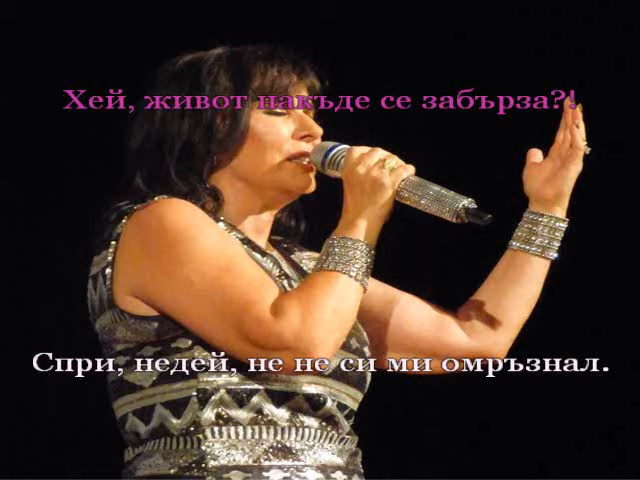 Хей, живот накъде се забърза?!
Спри, недей, не не си ми омръзнал.